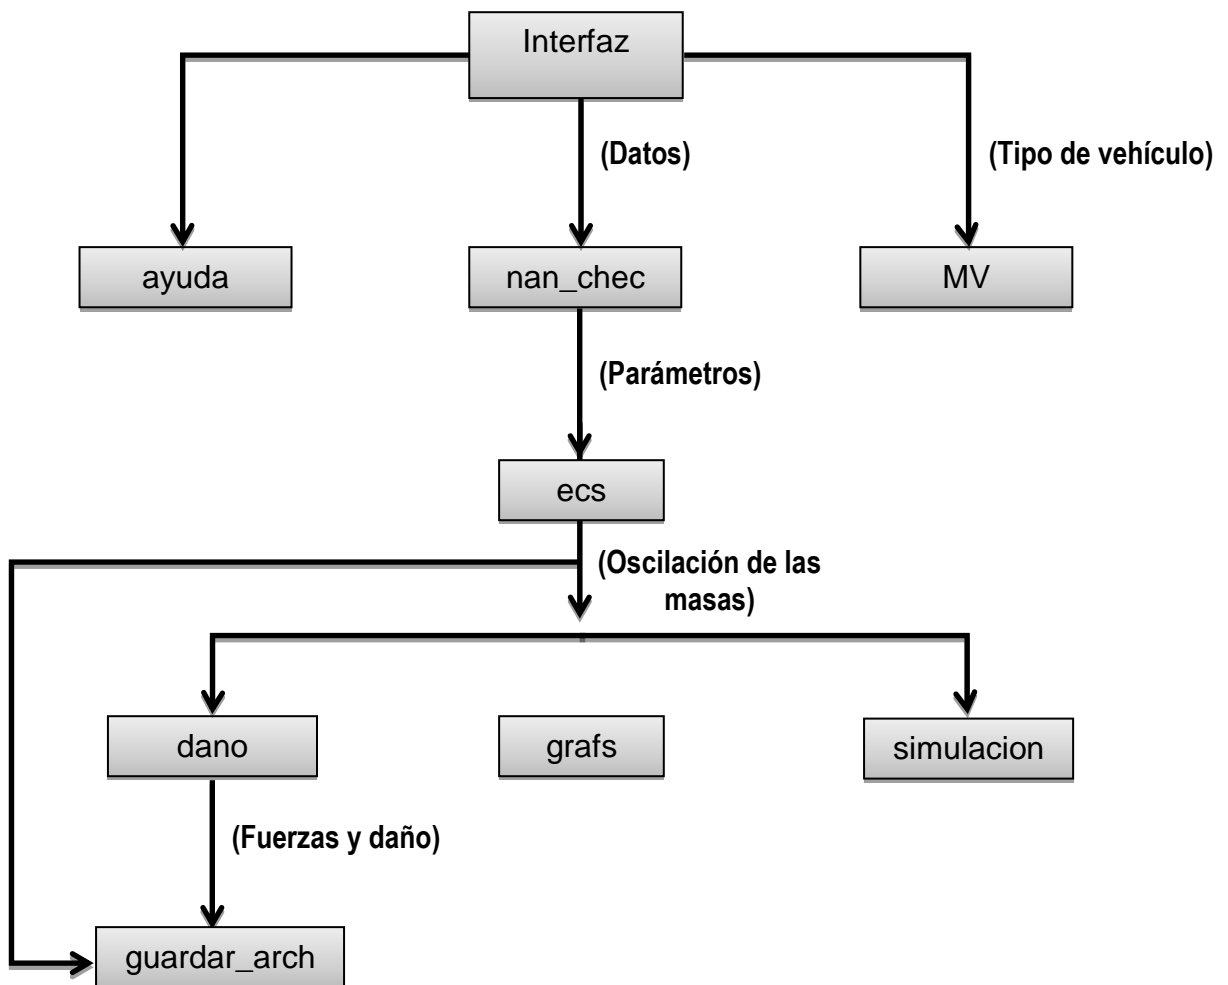 Interfaz
(Datos)
(Tipo de vehículo)
ayuda
nan_chec
MV
(Parámetros)
ecs
(Oscilación de las
masas)
dano
grafs
simulacion
(Fuerzas y daño)
guardar_arch